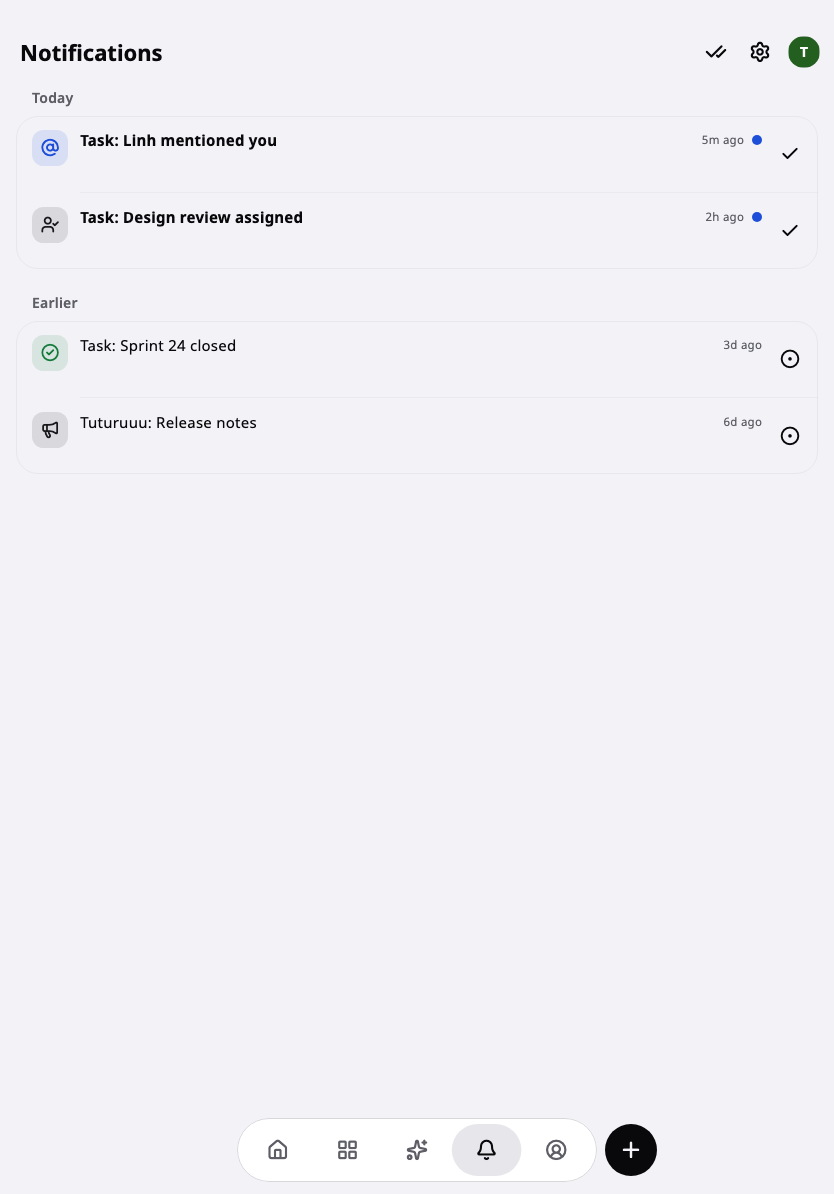 Notifications
T
Today
Task: Linh mentioned you
5m ago
Task: Design review assigned
2h ago
Earlier
Task: Sprint 24 closed
3d ago
Tuturuuu: Release notes
6d ago